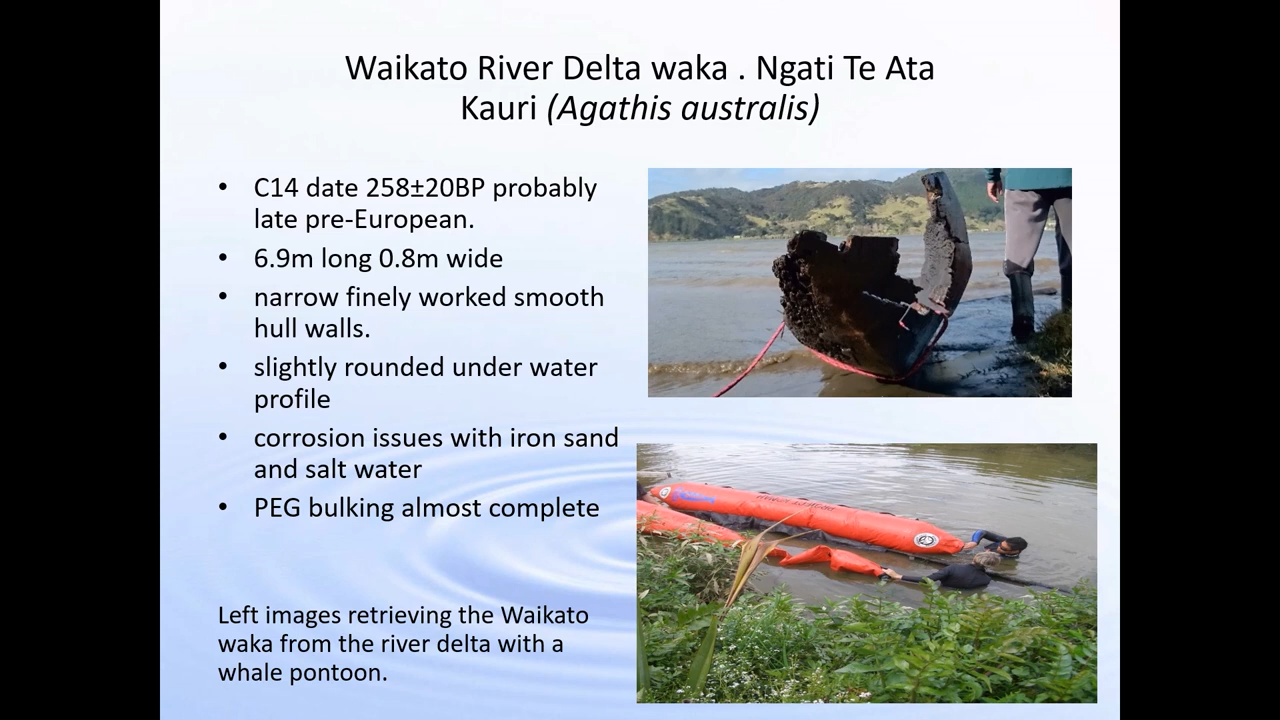 Waikato River Delta waka . Ngati Te Ata
Kauri (Agathis australis)
• C14 date 258±20BP probably
late pre-European.
• 6.9m long 0.8m wide
• narrow finely worked smooth
hull walls.
• slightly rounded under water
profile
• corrosion issues with iron sand
and salt water
• PEG bulking almost complete
Left images retrieving the Waikato
waka from the river delta with a
whale pontoon.